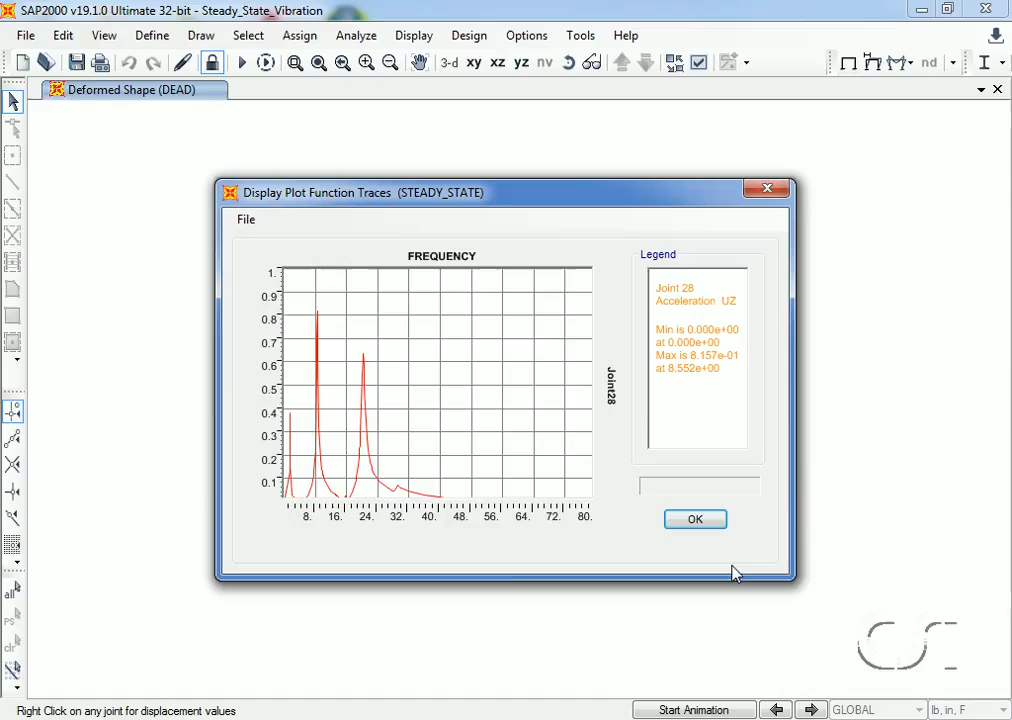 SAP2000 v19.1.0 Ultimate 32-bit - Steady_State_Vibration
File Edit View Define Draw Select Assign Analyze Display Design Options Tools Help
3-d xy xz yz nv nd
Deformed Shape (DEAD)
Display Plot Function Traces (STEADY_STATE)
File
FREQUENCY
Legend
1.
0.9
0.8
0.7
0.6
0.5
0.4
0.3
0.2
0.1
8. 16. 24. 32. 40. 48. 56. 64. 72. 80.
Joint28
Joint 28
Acceleration UZ
Min is 0.000e+00
at 0.000e+00
Max is 8.157e-01
at 8.552e+00
OK
all
PS
clr
CSI
Right Click on any joint for displacement values
Start Animation
GLOBAL
lb, in, F